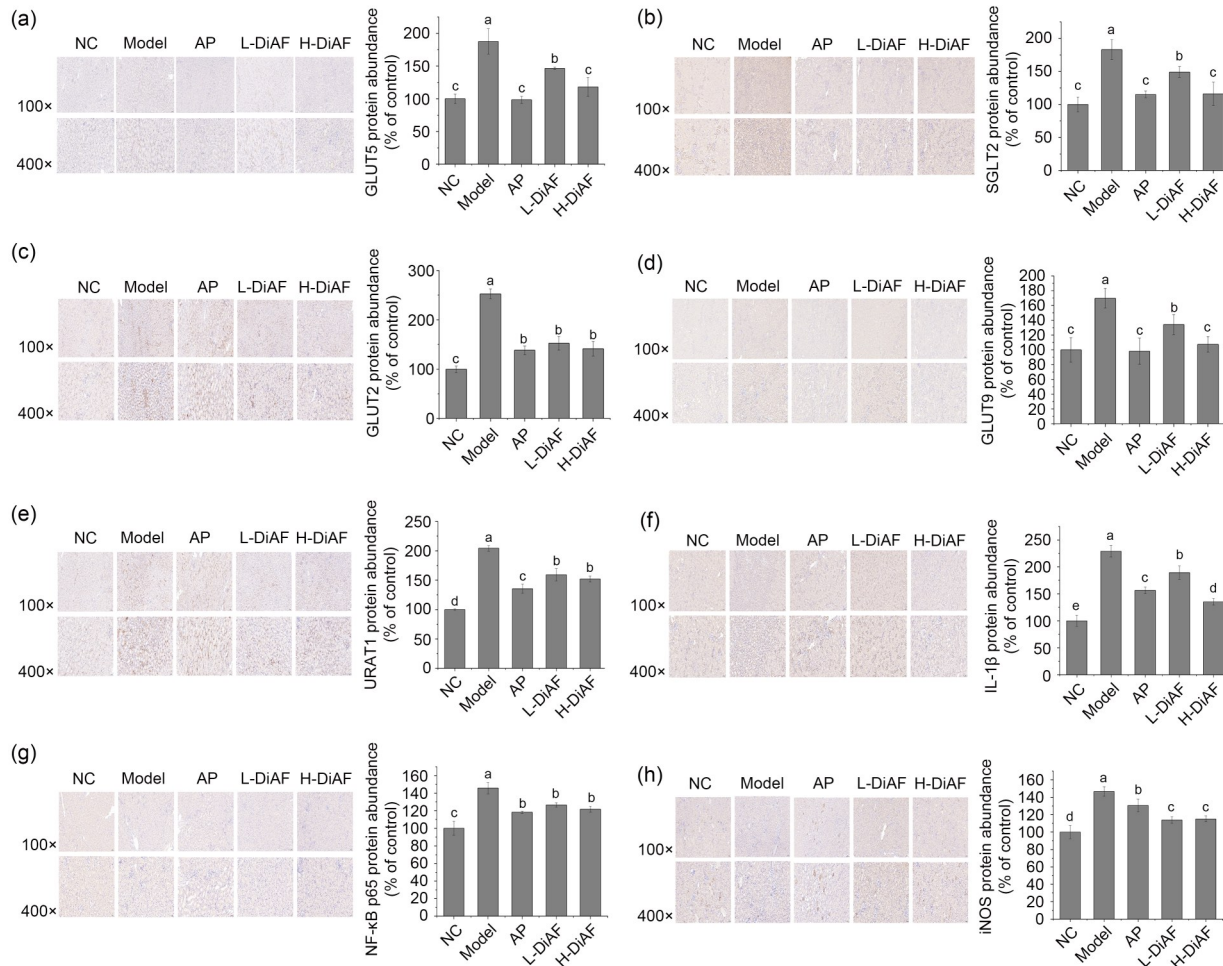 (a)
NC Model AP L-DiAF H-DiAF
100×
400×
GLUT5 protein abundance
(% of control)
200
150
100
50
0
a
b
c
c
c
NC Model AP L-DiAF H-DiAF
(b)
NC Model AP L-DiAF H-DiAF
100×
400×
SGLT2 protein abundance
(% of control)
200
150
100
50
0
a
b
c
c
c
NC Model AP L-DiAF H-DiAF
(c)
NC Model AP L-DiAF H-DiAF
100×
400×
GLUT2 protein abundance
(% of control)
300
250
200
150
100
50
0
a
b
b
b
c
NC Model AP L-DiAF H-DiAF
(d)
NC Model AP L-DiAF H-DiAF
100×
400×
GLUT9 protein abundance
(% of control)
180
160
140
120
100
80
60
40
20
0
a
b
c
c
c
NC Model AP L-DiAF H-DiAF
(e)
NC Model AP L-DiAF H-DiAF
100×
400×
URAT1 protein abundance
(% of control)
250
200
150
100
50
0
a
b
b
c
d
NC Model AP L-DiAF H-DiAF
(f)
NC Model AP L-DiAF H-DiAF
100×
400×
IL-1β protein abundance
(% of control)
250
200
150
100
50
0
a
b
c
d
e
NC Model AP L-DiAF H-DiAF
(g)
NC Model AP L-DiAF H-DiAF
100×
400×
NF-κB p65 protein abundance
(% of control)
160
140
120
100
80
60
40
20
0
a
b
b
b
c
NC Model AP L-DiAF H-DiAF
(h)
NC Model AP L-DiAF H-DiAF
100×
400×
iNOS protein abundance
(% of control)
160
140
120
100
80
60
40
20
0
a
b
c
c
d
NC Model AP L-DiAF H-DiAF